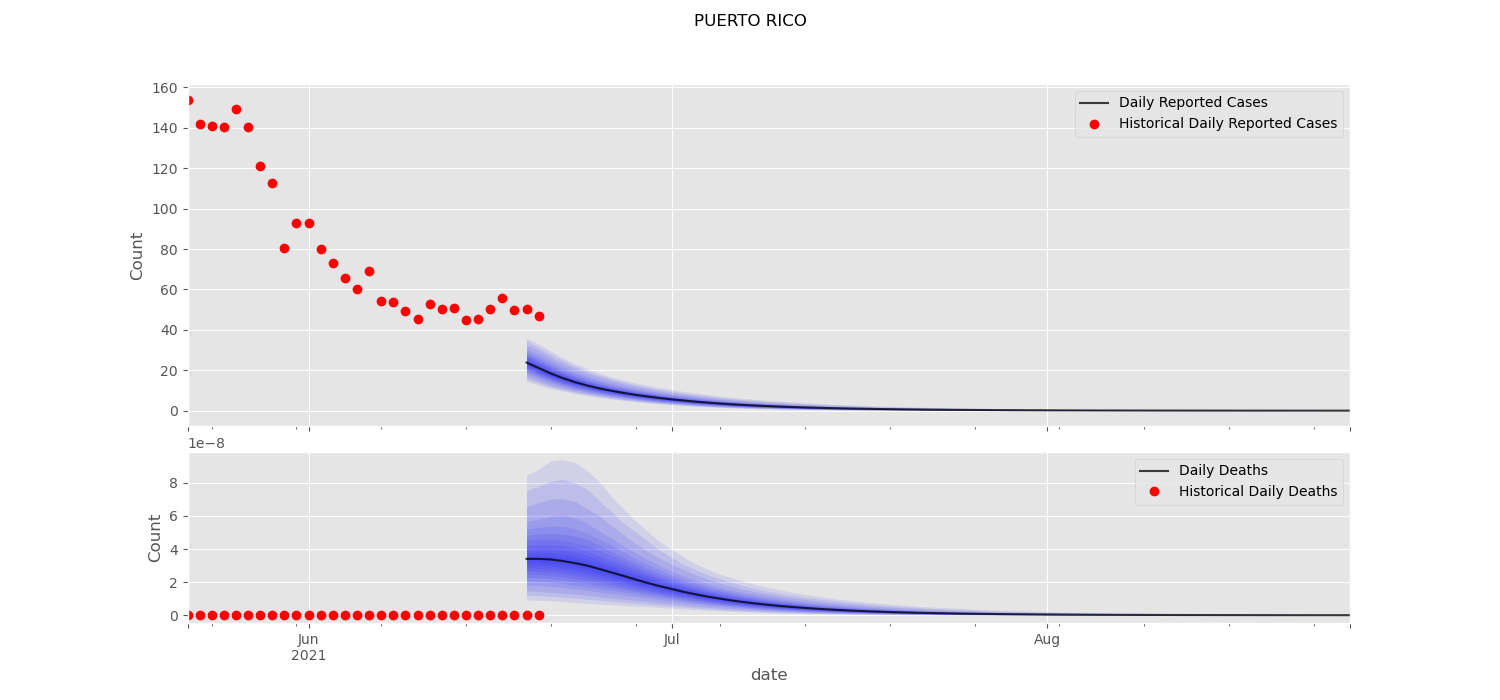 PUERTO RICO
160
140
120
100
80
60
40
20
0
Count
Daily Reported Cases
Historical Daily Reported Cases
1e−8
8
6
4
2
0
Count
Daily Deaths
Historical Daily Deaths
Jun
2021
Jul
Aug
date